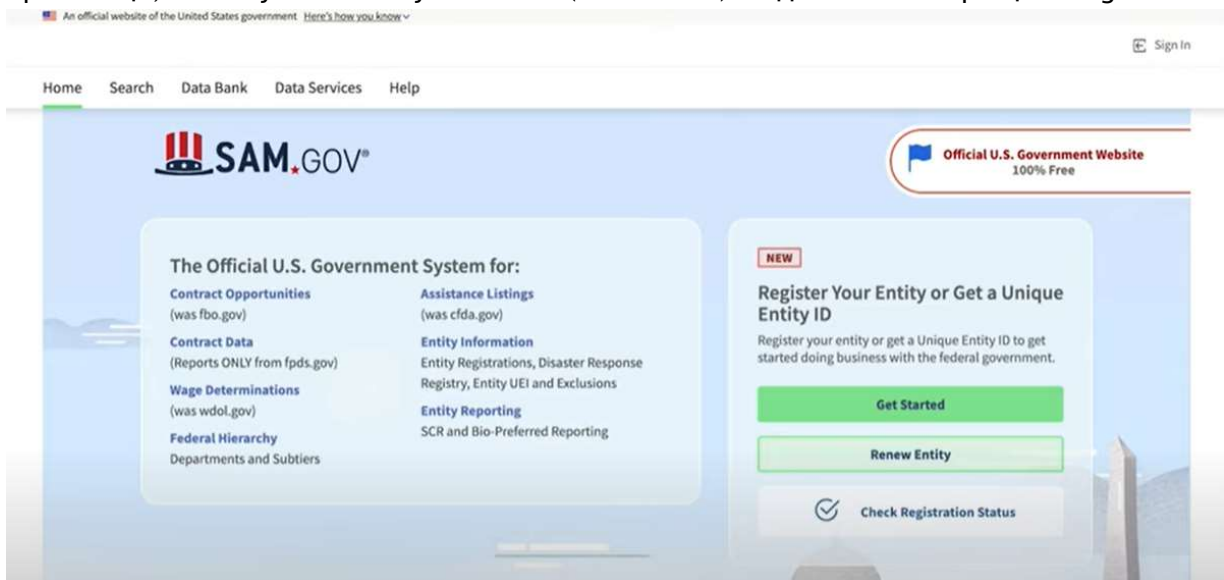 An official website of the United States government Here's how you know
Sign In
Home Search Data Bank Data Services Help
SAM.GOV®
Official U.S. Government Website
100% Free
The Official U.S. Government System for:
Contract Opportunities
(was fbo.gov)
Contract Data
(Reports ONLY from fpds.gov)
Wage Determinations
(was wdol.gov)
Federal Hierarchy
Departments and Subtiers
Assistance Listings
(was cfda.gov)
Entity Information
Entity Registrations, Disaster Response
Registry, Entity UEI and Exclusions
Entity Reporting
SCR and Bio-Preferred Reporting
NEW
Register Your Entity or Get a Unique
Entity ID
Register your entity or get a Unique Entity ID to get
started doing business with the federal government.
Get Started
Renew Entity
Check Registration Status